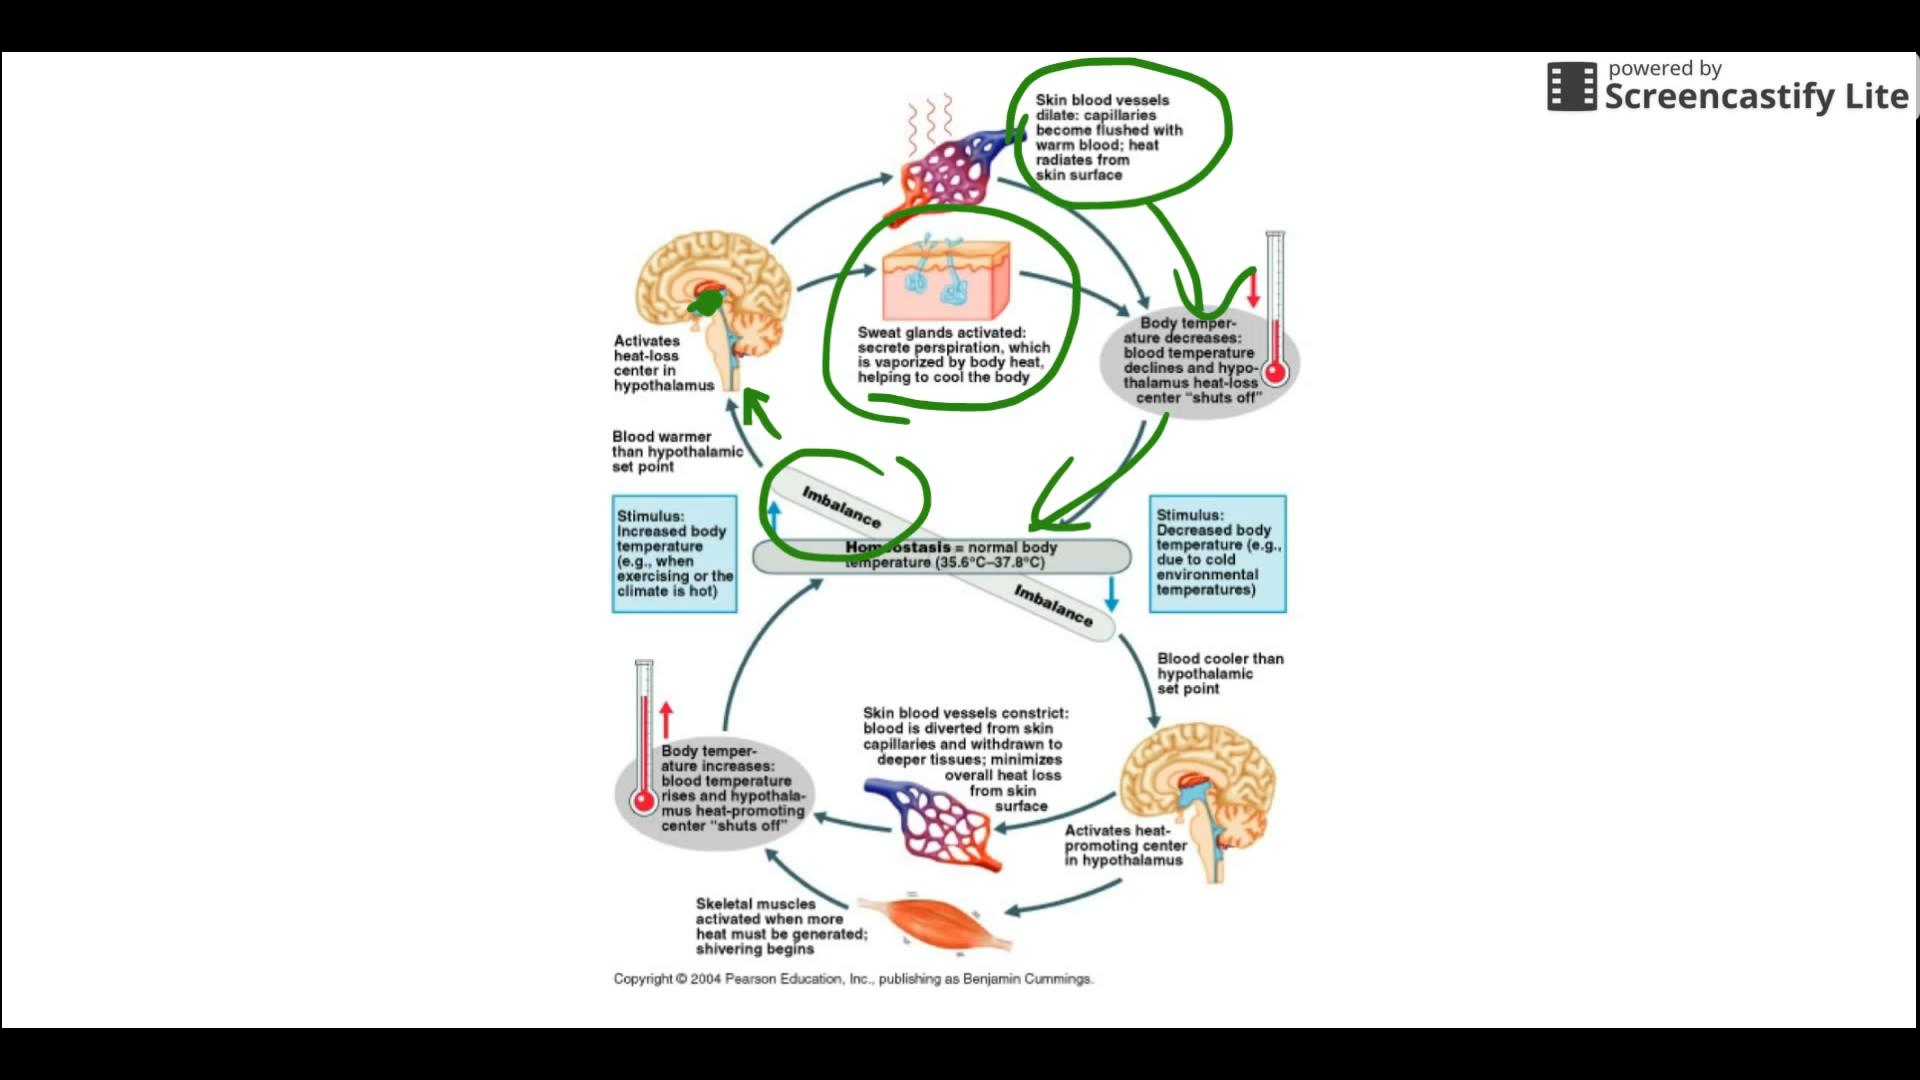 powered by
Screencastify Lite
Skin blood vessels
dilate: capillaries
become flushed with
warm blood; heat
radiates from
skin surface
Activates
heat-loss
center in
hypothalamus
Sweat glands activated:
secrete perspiration, which
is vaporized by body heat,
helping to cool the body
Body temper-
ature decreases:
blood temperature
declines and hypo-
thalamus heat-loss
center “shuts off”
Blood warmer
than hypothalamic
set point
Imbalance
Stimulus:
Increased body
temperature
(e.g., when
exercising or the
climate is hot)
Homeostasis = normal body
temperature (35.6°C–37.8°C)
Imbalance
Stimulus:
Decreased body
temperature (e.g.,
due to cold
environmental
temperatures)
Blood cooler than
hypothalamic
set point
Skin blood vessels constrict:
blood is diverted from skin
capillaries and withdrawn to
deeper tissues; minimizes
overall heat loss
from skin
surface
Body temper-
ature increases:
blood temperature
rises and hypothala-
mus heat-promoting
center “shuts off”
Activates heat-
promoting center
in hypothalamus
Skeletal muscles
activated when more
heat must be generated;
shivering begins
Copyright © 2004 Pearson Education, Inc., publishing as Benjamin Cummings.